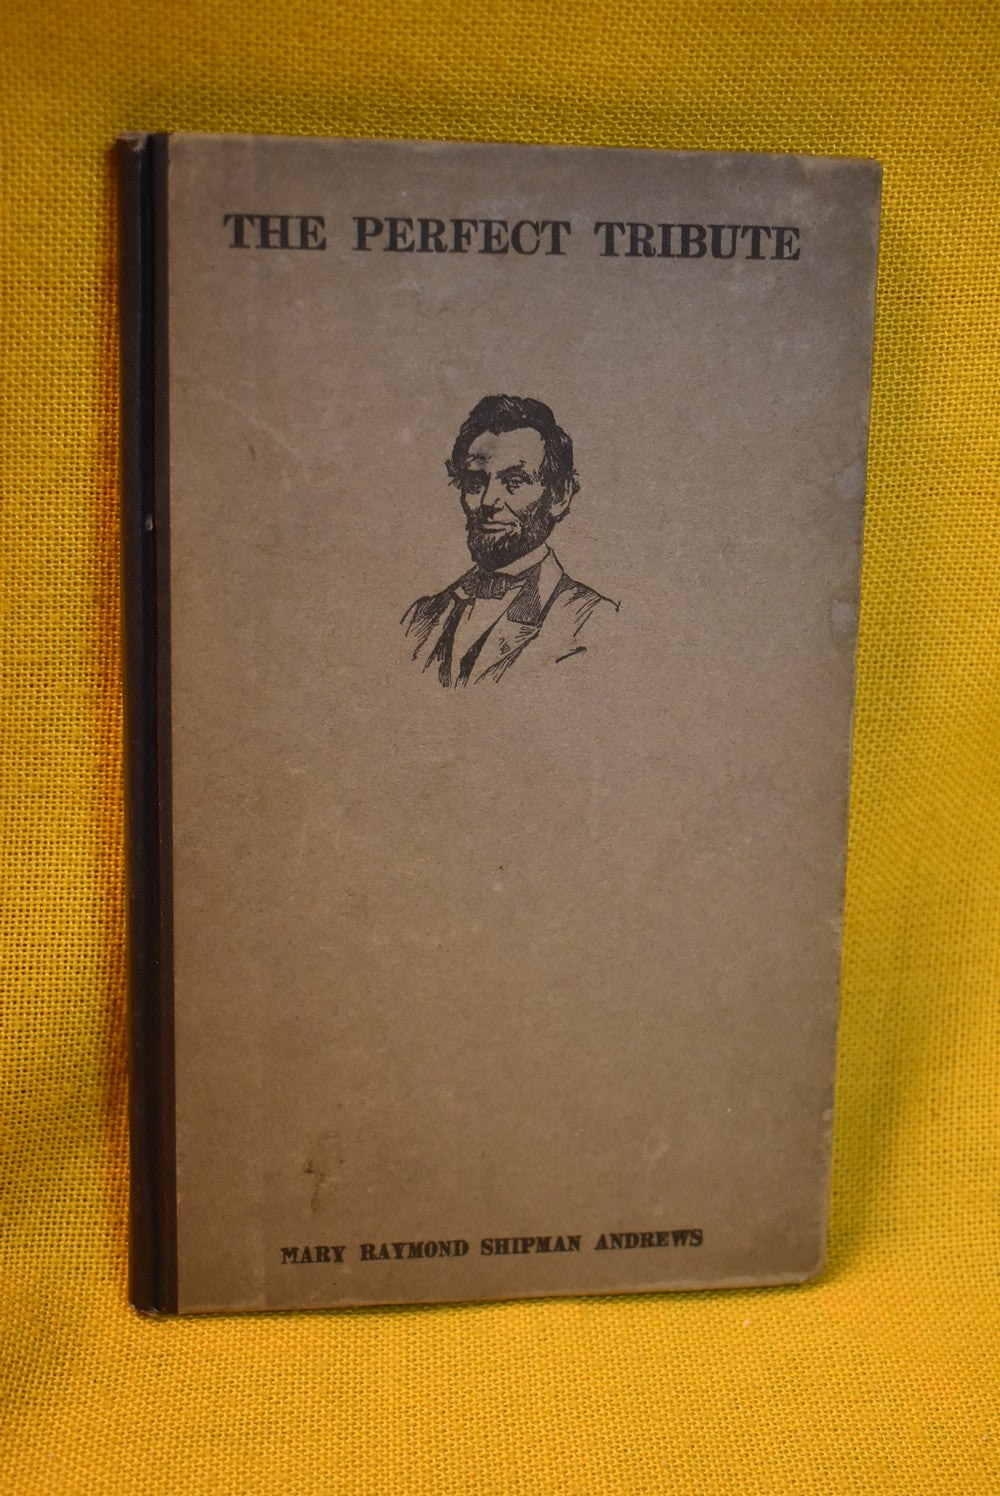 THE PERFECT TRIBUTE
MARY RAYMOND SHIPMAN ANDREWS